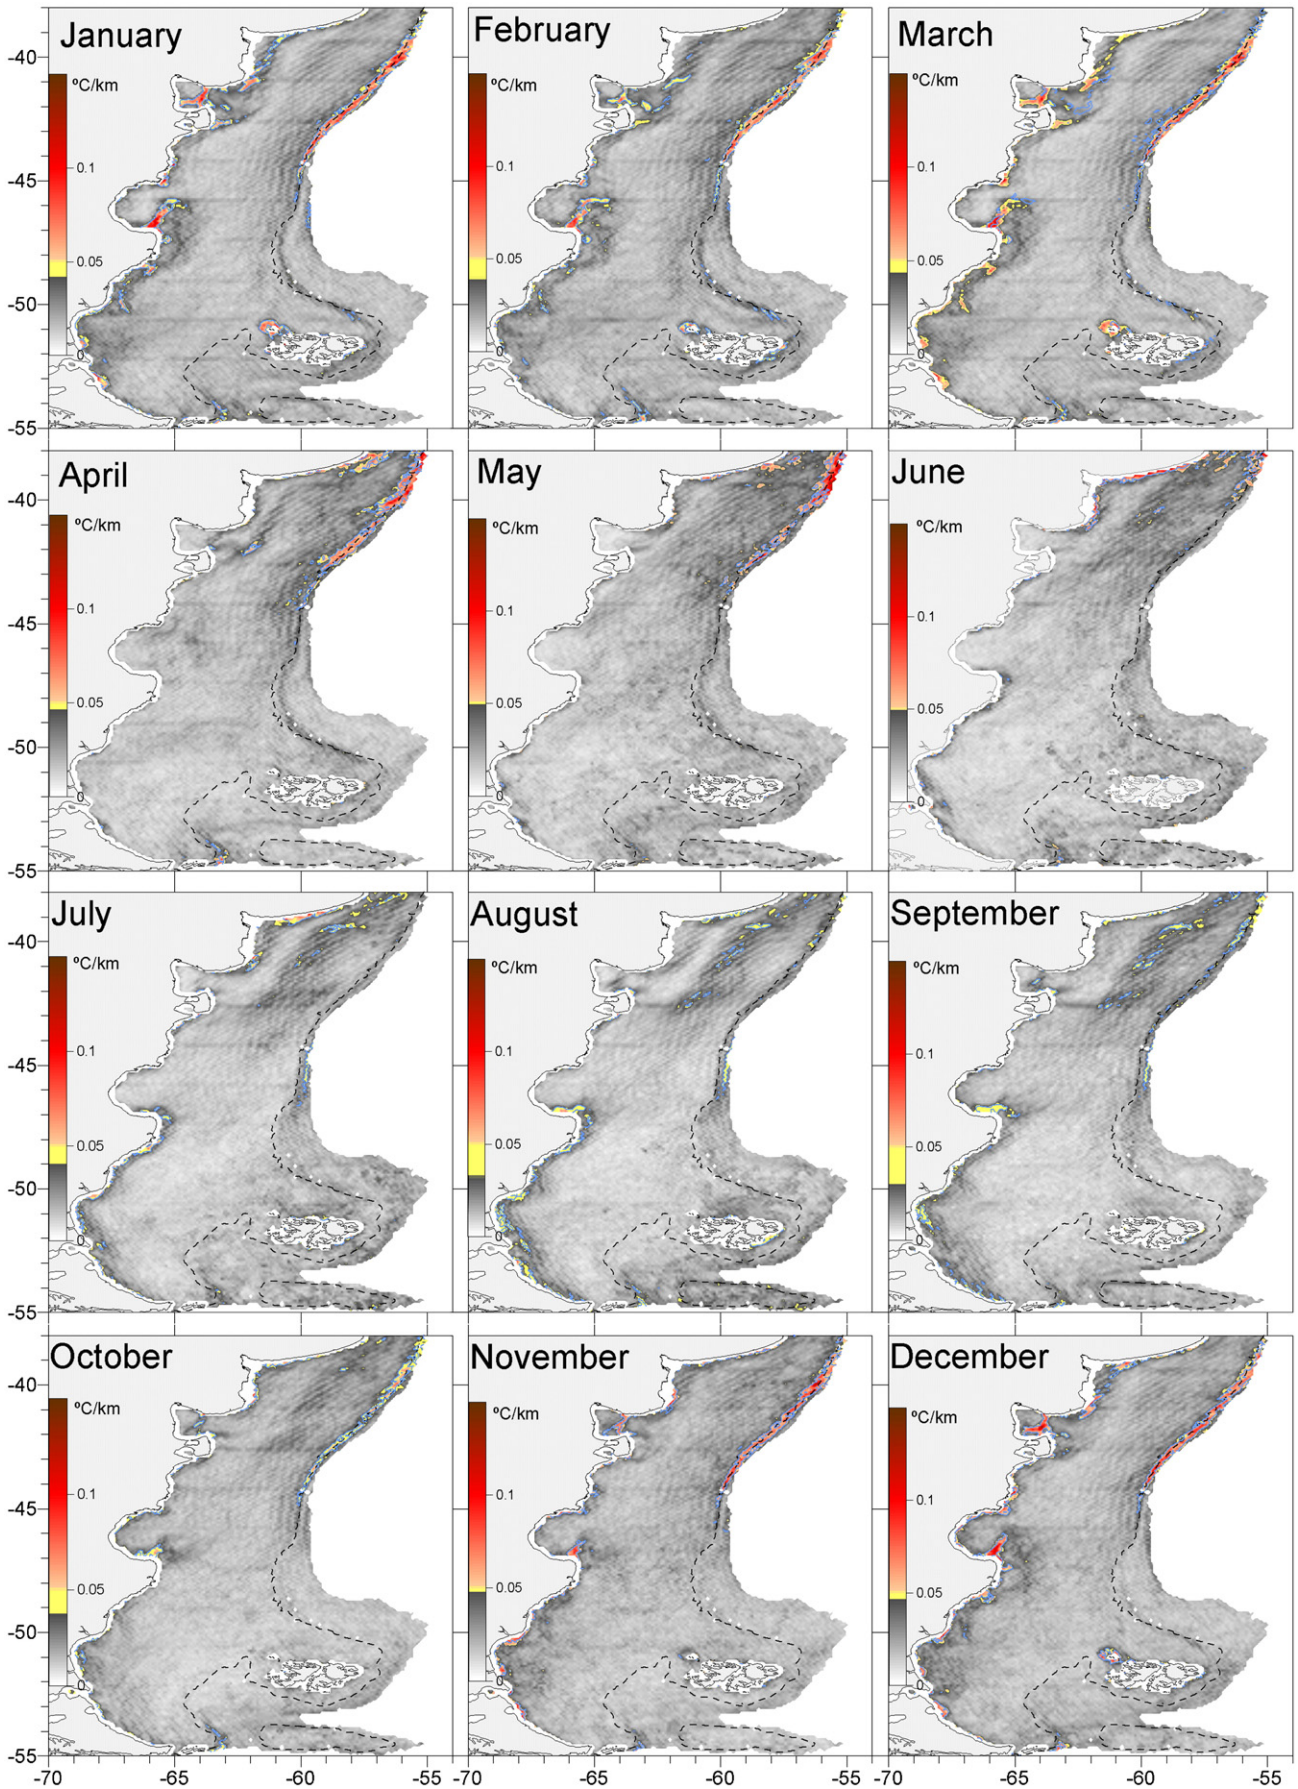 January February March
-40
ºC/km ºC/km ºC/km
0.1 0.1 0.1
-45
0.05 0.05 0.05
-50
0 0 0
-55
April May June
-40
ºC/km ºC/km ºC/km
0.1 0.1 0.1
-45
0.05 0.05 0.05
-50
0 0 0
-55
July August September
-40
ºC/km ºC/km ºC/km
0.1 0.1 0.1
-45
0.05 0.05 0.05
-50
0 0 0
-55
October November December
-40
ºC/km ºC/km ºC/km
0.1 0.1 0.1
-45
0.05 0.05 0.05
-50
0 0 0
-55
-70 -65 -60 -55 -70 -65 -60 -55 -70 -65 -60 -55